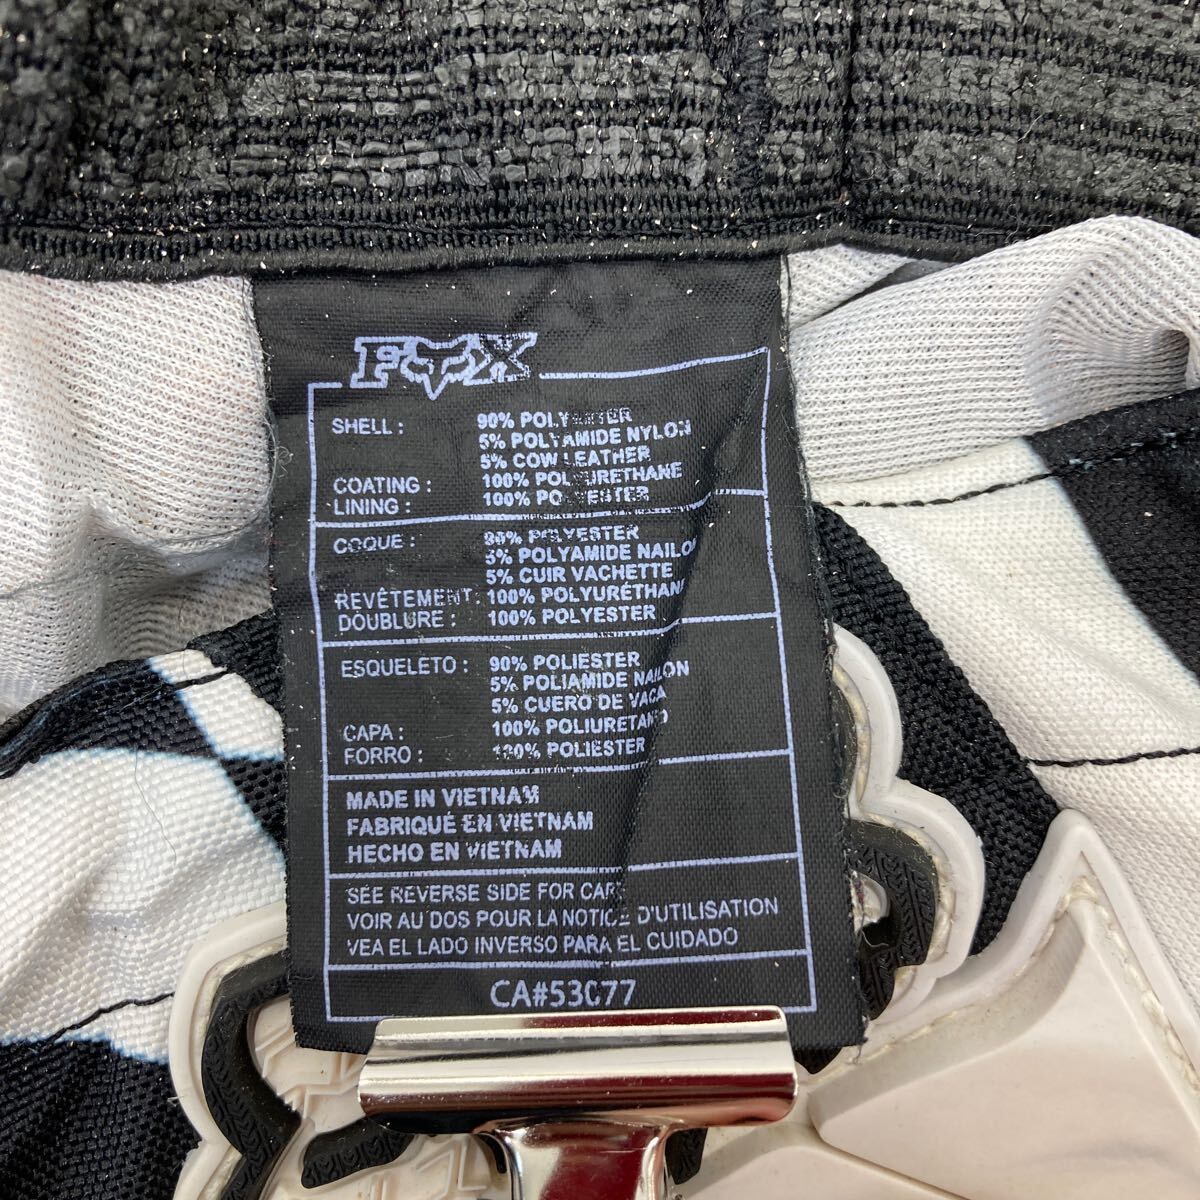 FOX
SHELL : 90% POLYESTER
5% POLYAMIDE NYLON
5% COW LEATHER
COATING : 100% POLYURETHANE
LINING : 100% POLYESTER
COQUE : 90% POLYESTER
5% POLYAMIDE NAILON
5% CUIR VACHETTE
REVÊTEMENT : 100% POLYURÉTHANE
DOUBLURE : 100% POLYESTER
ESQUELETO : 90% POLIESTER
5% POLIAMIDE NAILON
5% CUERO DE VACA
CAPA : 100% POLIURETANO
FORRO : 100% POLIESTER
MADE IN VIETNAM
FABRIQUÉ EN VIETNAM
HECHO EN VIETNAM
SEE REVERSE SIDE FOR CARE
VOIR AU DOS POUR LA NOTICE D'UTILISATION
VEA EL LADO INVERSO PARA EL CUIDADO
CA#53077